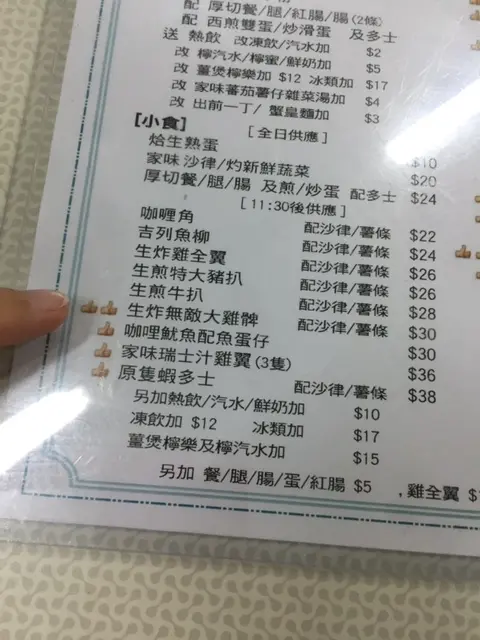 配 厚切餐/腿/紅腸/腸(2條)
配 西煎雙蛋/炒滑蛋 及多士
送 熱飲 改凍飲/汽水加 $2
改 檸汽水/檸蜜/鮮奶加 $5
改 薑煲檸樂加 $12 冰類加 $17
改 家味蕃茄薯仔雜菜湯加 $4
改 出前一丁/ 蟹皇麵加 $3
[小食] [全日供應]
烚生熟蛋 $10
家味沙律/灼新鮮蔬菜 $20
厚切餐/腿/腸 及煎/炒蛋 配多士 $24
[11:30後供應]
咖喱角 配沙律/薯條 $22
吉列魚柳 配沙律/薯條 $24
生炸雞全翼 配沙律/薯條 $26
生煎特大豬扒 配沙律/薯條 $26
生煎牛扒 配沙律/薯條 $28
生炸無敵大雞髀 配沙律/薯條 $30
咖哩魷魚配魚蛋仔 $30
家味瑞士汁雞翼(3隻) $36
原隻蝦多士 配沙律/薯條 $38
另加熱飲/汽水/鮮奶加 $10
凍飲加 $12 冰類加 $17
薑煲檸樂及檸汽水加 $15
另加 餐/腿/腸/蛋/紅腸 $5 ,雞全翼